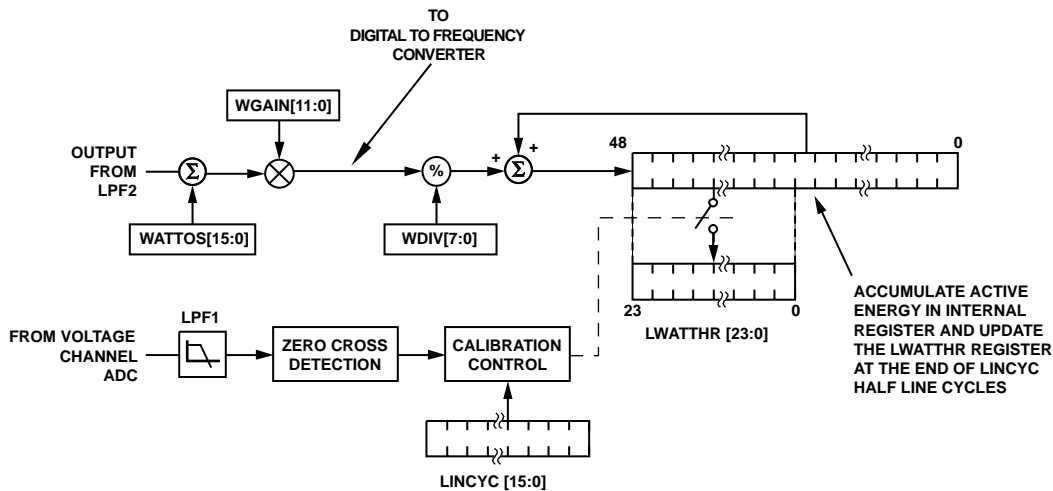 TO
DIGITAL TO FREQUENCY
CONVERTER
WGAIN[11:0]
OUTPUT
FROM
LPF2
Σ
%
+
+
Σ
48
0
WATTOS[15:0]
WDIV[7:0]
23
0
LWATTHR [23:0]
ACCUMULATE ACTIVE
ENERGY IN INTERNAL
REGISTER AND UPDATE
THE LWATTHR REGISTER
AT THE END OF LINCYC
HALF LINE CYCLES
FROM VOLTAGE
CHANNEL
ADC
LPF1
ZERO CROSS
DETECTION
CALIBRATION
CONTROL
LINCYC [15:0]